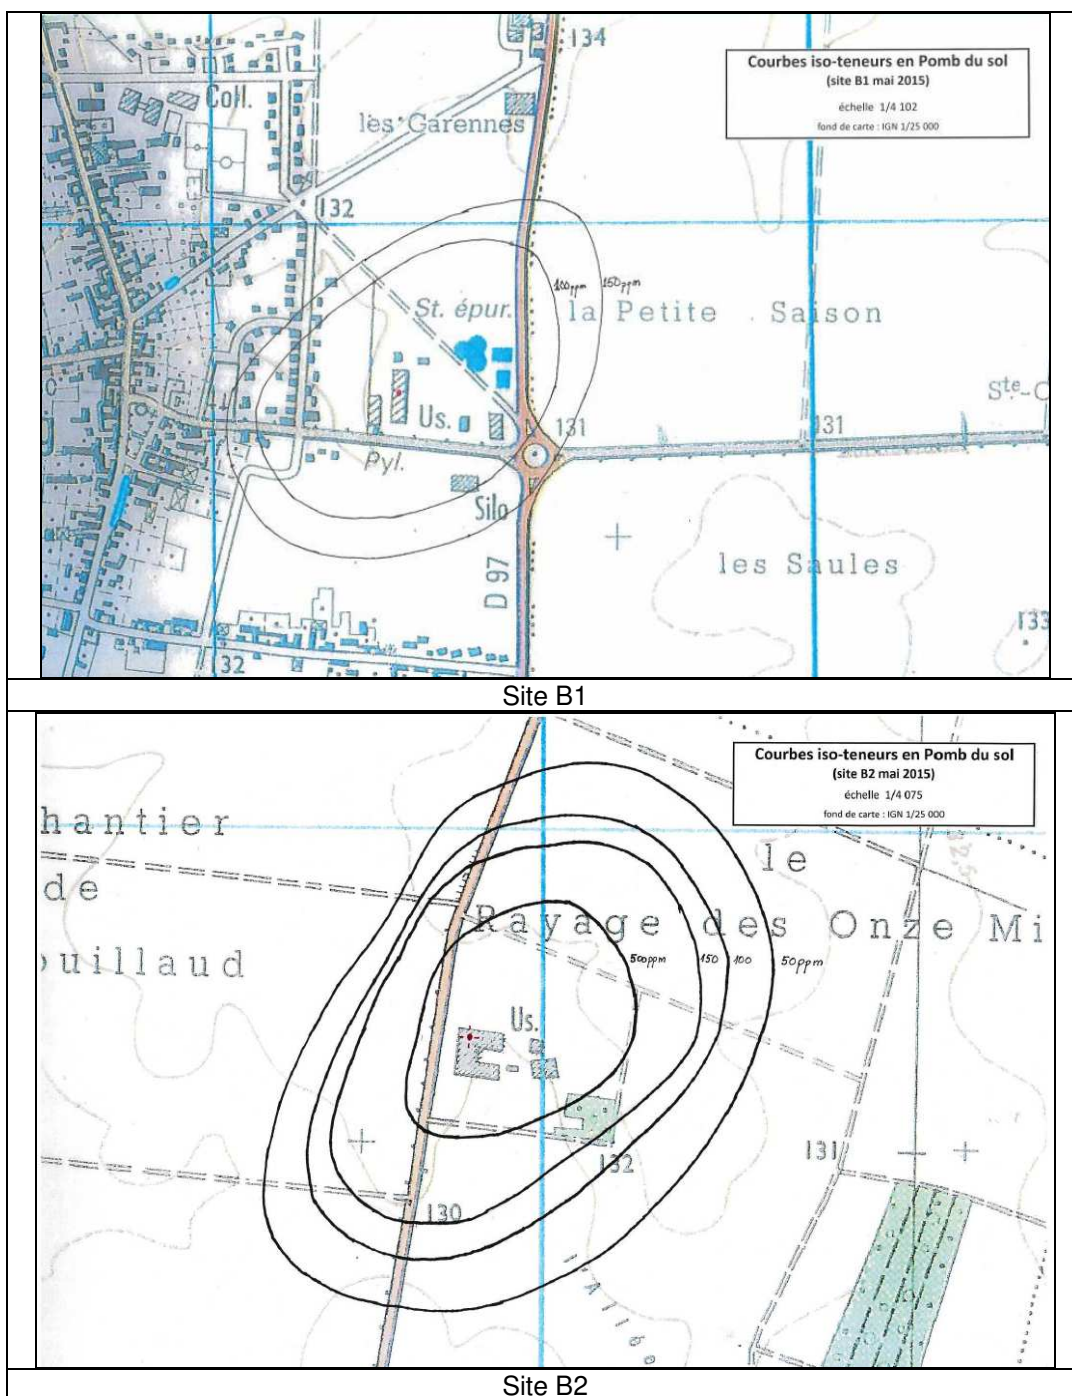 134
Courbes iso-teneurs en Pomb du sol
(site B1 mai 2015)
échelle 1/4 102
fond de carte : IGN 1/25 000
Coll.
les Garennes
132
100ppm 150ppm
St. épur. la Petite Saison
Ste-C
Us. 131 131
Pyl.
Silo
D 97
les Saules
133
132
Site B1
Courbes iso-teneurs en Pomb du sol
(site B2 mai 2015)
échelle 1/4 075
fond de carte : IGN 1/25 000
hantier
de
ouillaud
le
Rayage des Onze Mi
500ppm 150 100 50ppm
Us.
132 131
130
l'Allio
Site B2